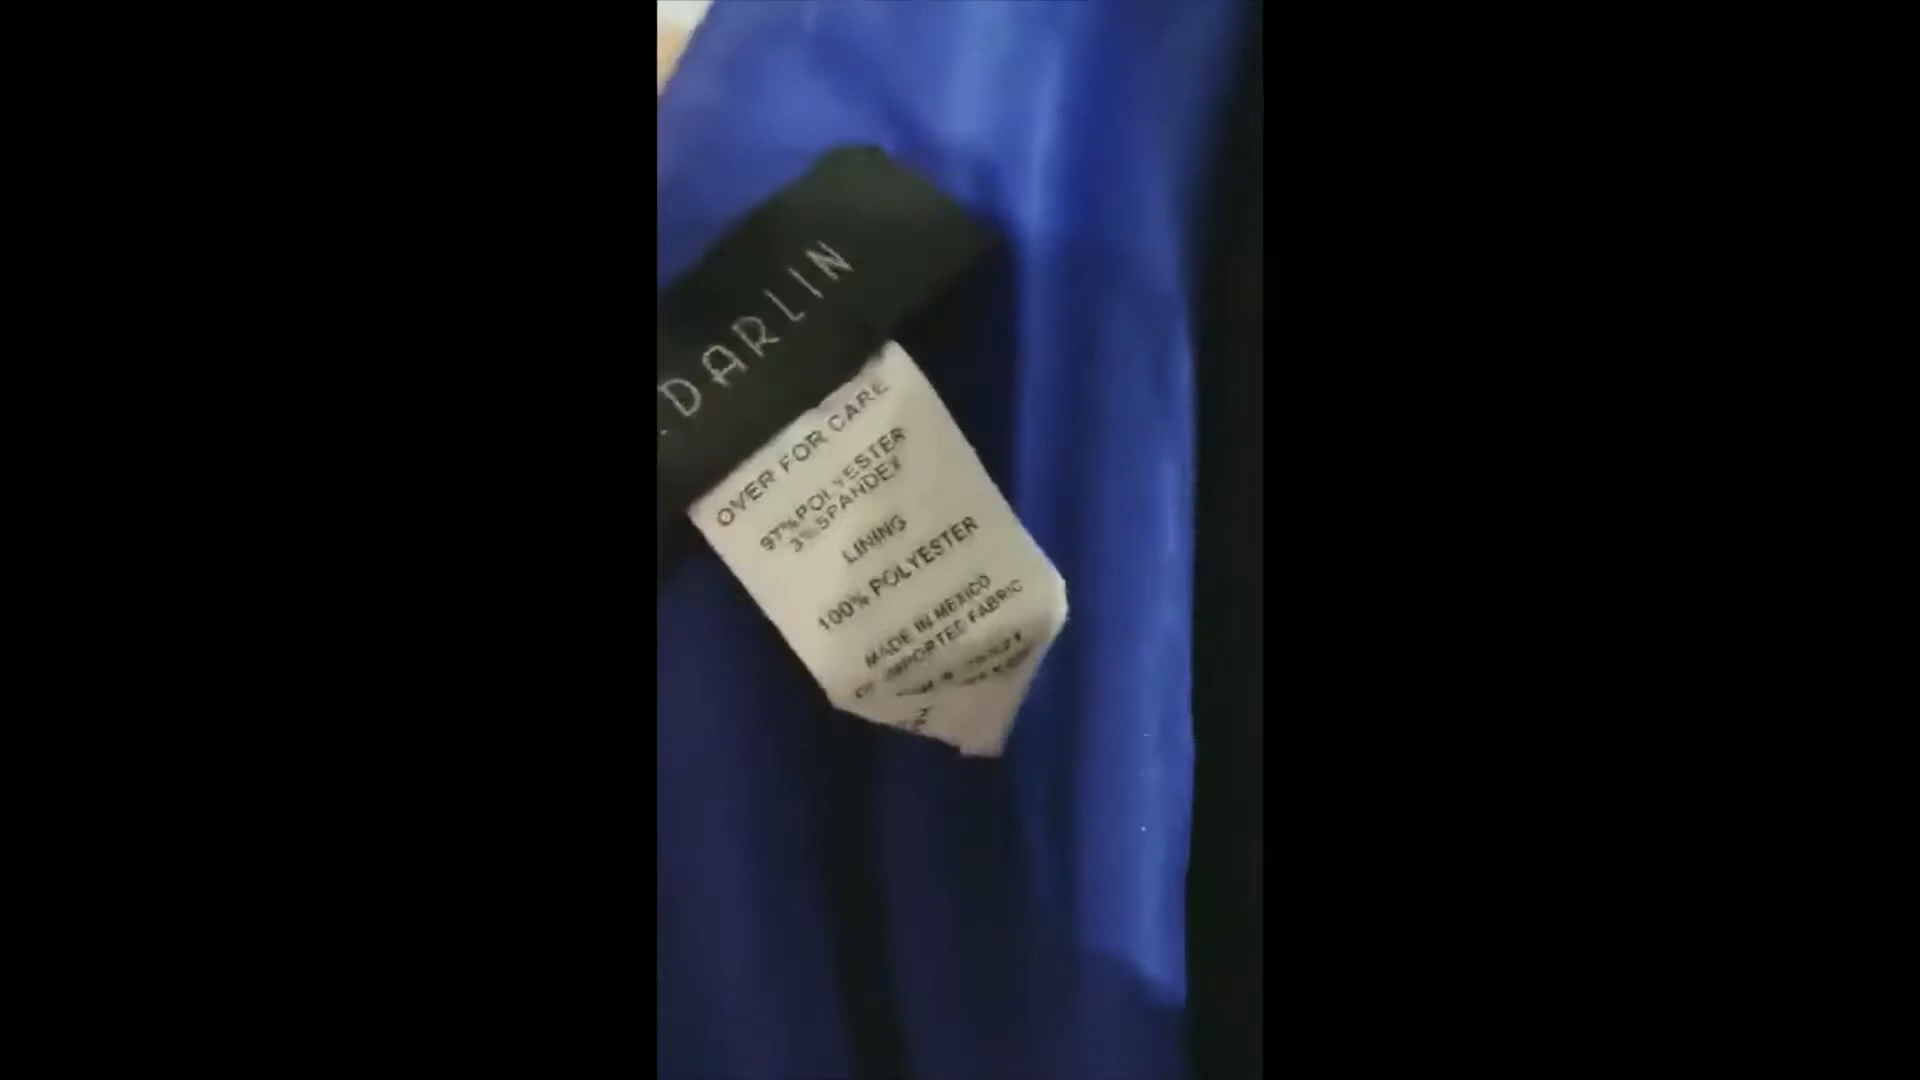 DARLIN
OVER FOR CARE
97% POLYESTER
3% SPANDEX
LINING
100% POLYESTER
MADE IN MEXICO
OF IMPORTED FABRIC